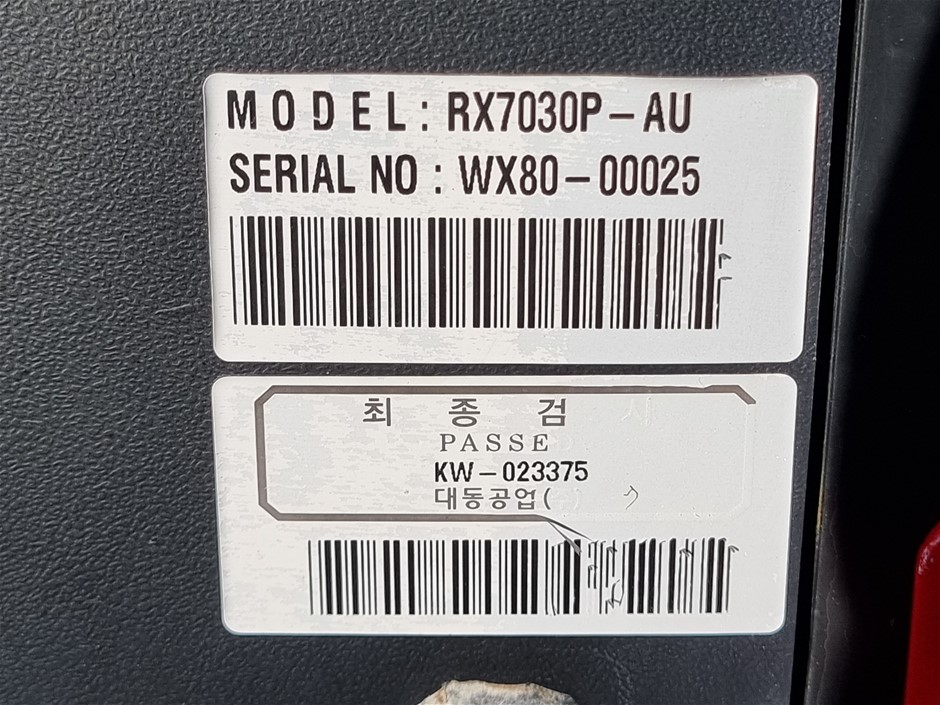 MODEL: RX7030P-AU
SERIAL NO : WX80-00025
최 종 검
PASSE
KW-023375
대동공업(